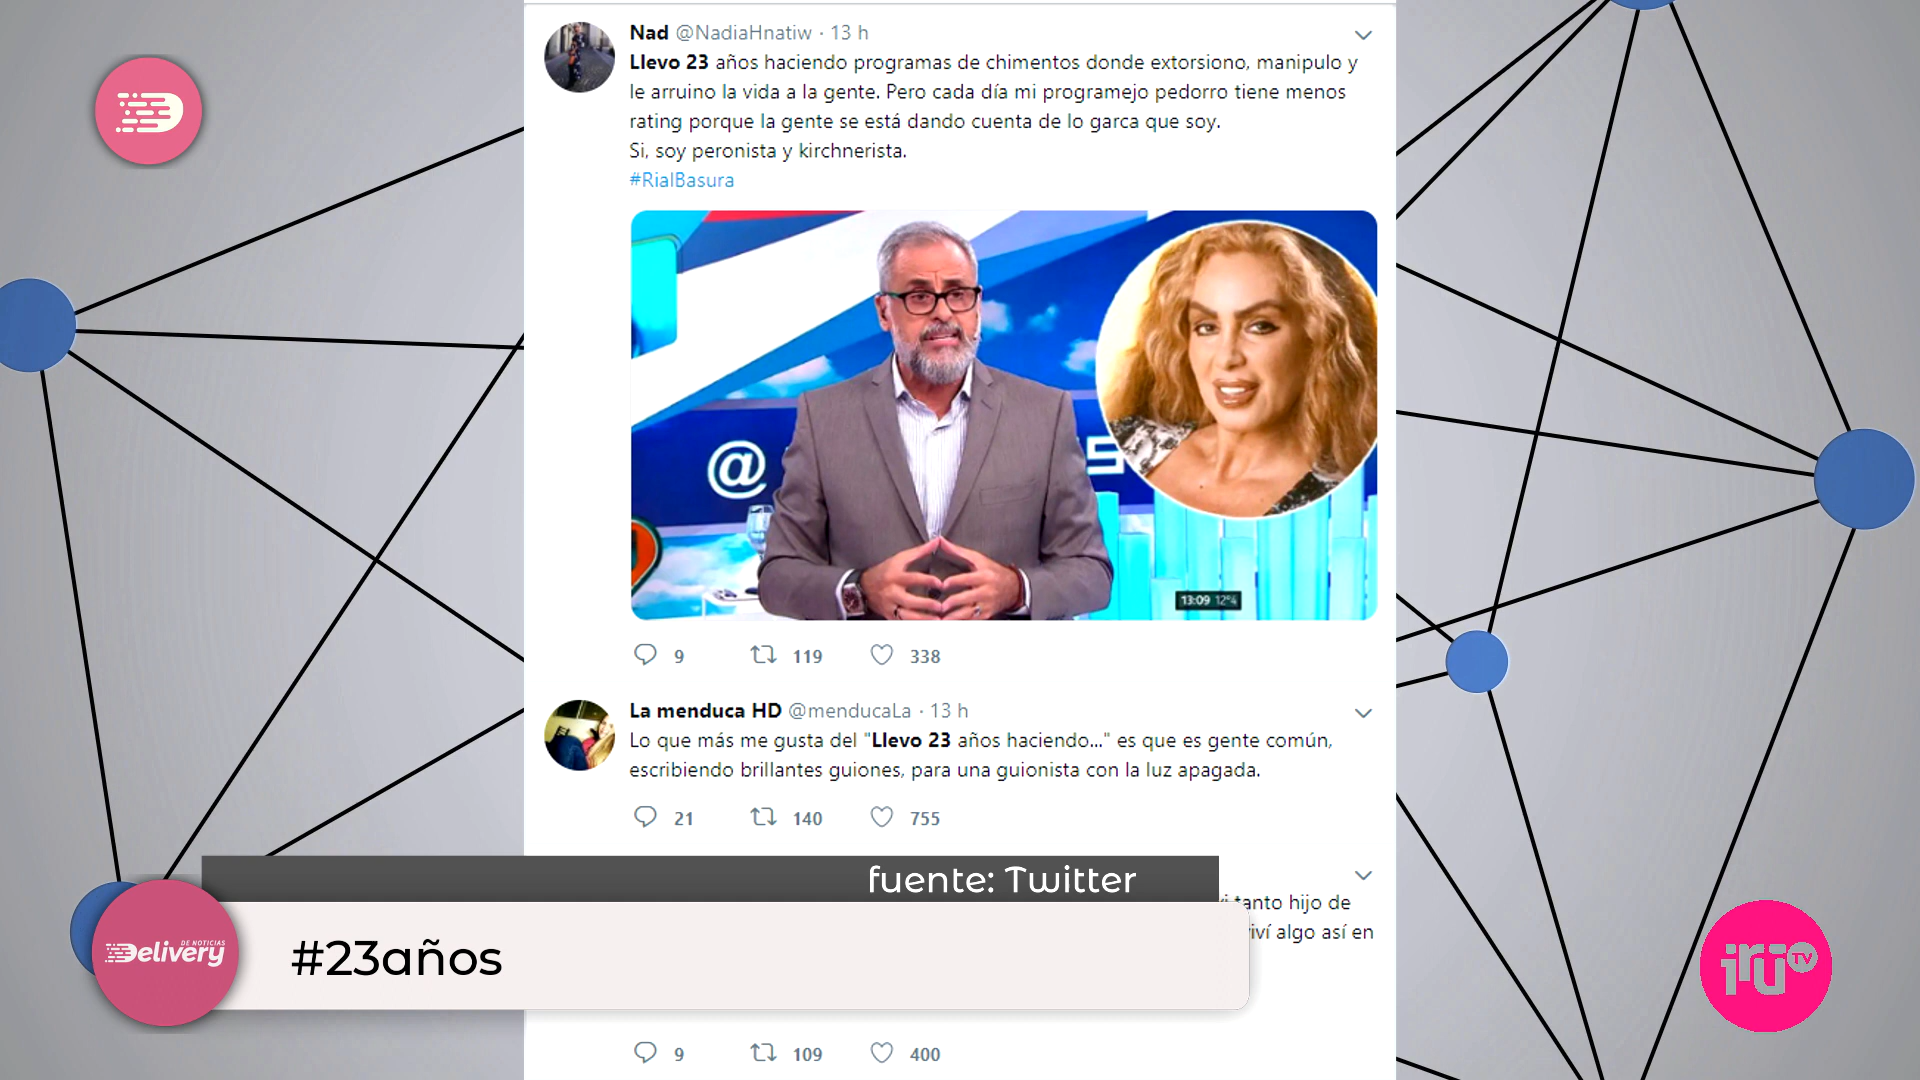 Nad @NadiaHnatiw · 13 h
Llevo 23 años haciendo programas de chimentos donde extorsiono, manipulo y
le arruino la vida a la gente. Pero cada día mi programejo pedorro tiene menos
rating porque la gente se está dando cuenta de lo garca que soy.
Si, soy peronista y kirchnerista.
#RialBasura
@
13:09 12°4
9 119 338
La menduca HD @menducaLa · 13 h
Lo que más me gusta del "Llevo 23 años haciendo..." es que es gente común,
escribiendo brillantes guiones, para una guionista con la luz apagada.
21 140 755
fuente: Twitter
tanto hijo de
viví algo así en
DE NOTICIAS
Delivery
#23años
irü TV
9 109 400